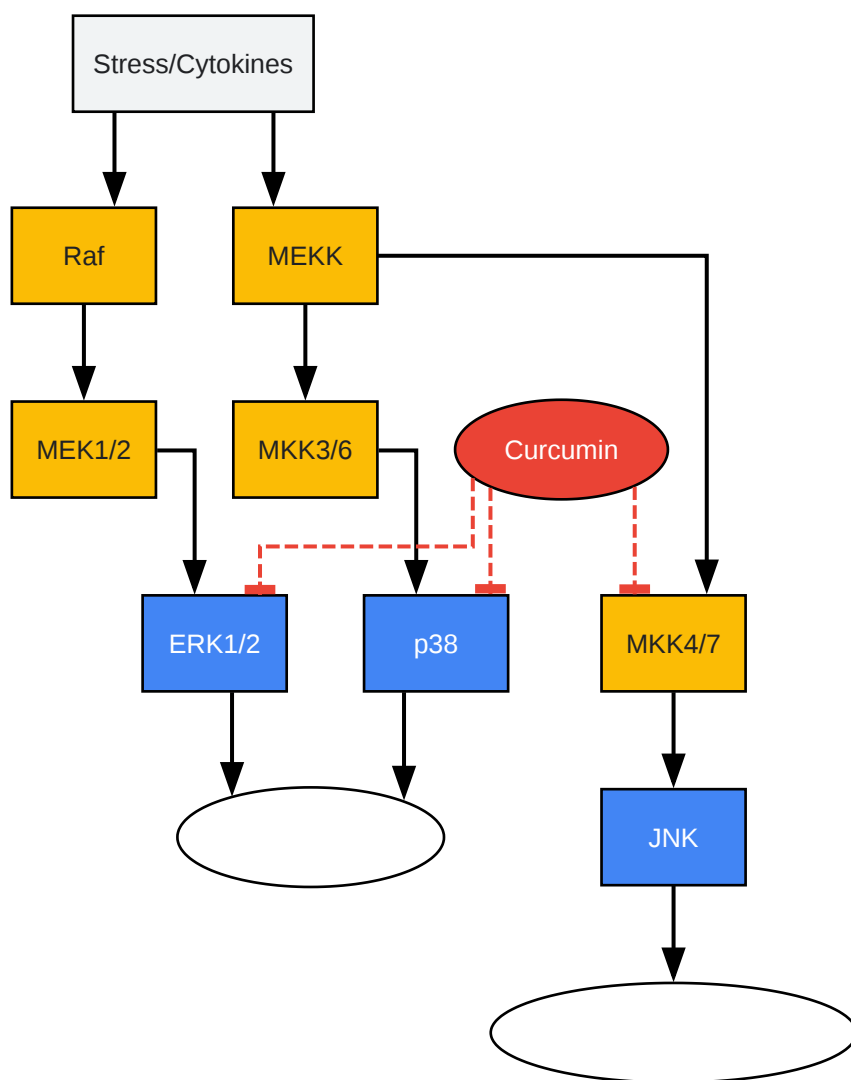 Stress/Cytokines
Raf
MEKK
MEK1/2
MKK3/6
Curcumin
ERK1/2
p38
MKK4/7
JNK